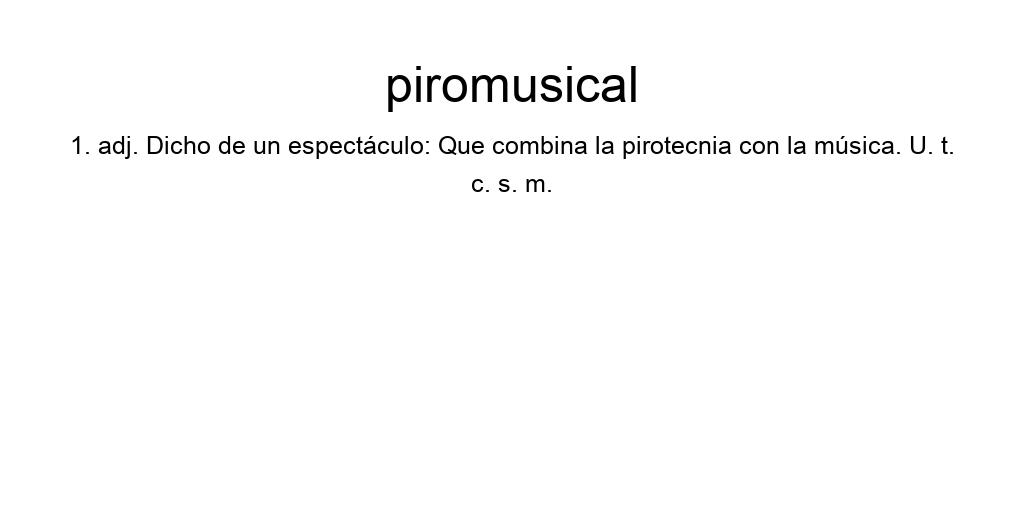 piromusical
1. adj. Dicho de un espectáculo: Que combina la pirotecnia con la música. U. t.
c. s. m.